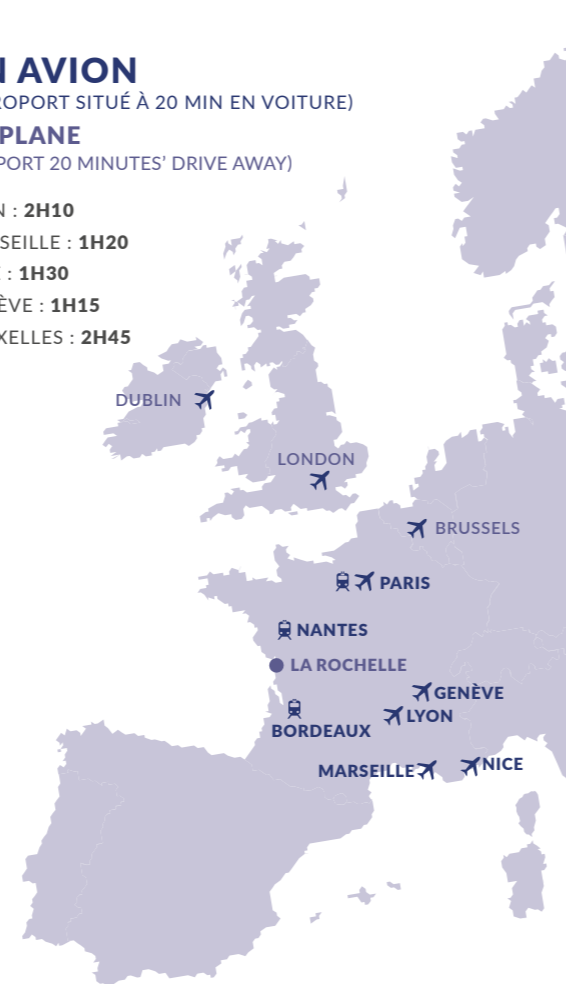 N AVION
ROPORT SITUÉ À 20 MIN EN VOITURE)
PLANE
PORT 20 MINUTES’ DRIVE AWAY)
N : 2H10
SEILLE : 1H20
: 1H30
ÈVE : 1H15
XELLES : 2H45
DUBLIN
LONDON
BRUSSELS
PARIS
NANTES
LA ROCHELLE
GENÈVE
LYON
BORDEAUX
MARSEILLE
NICE